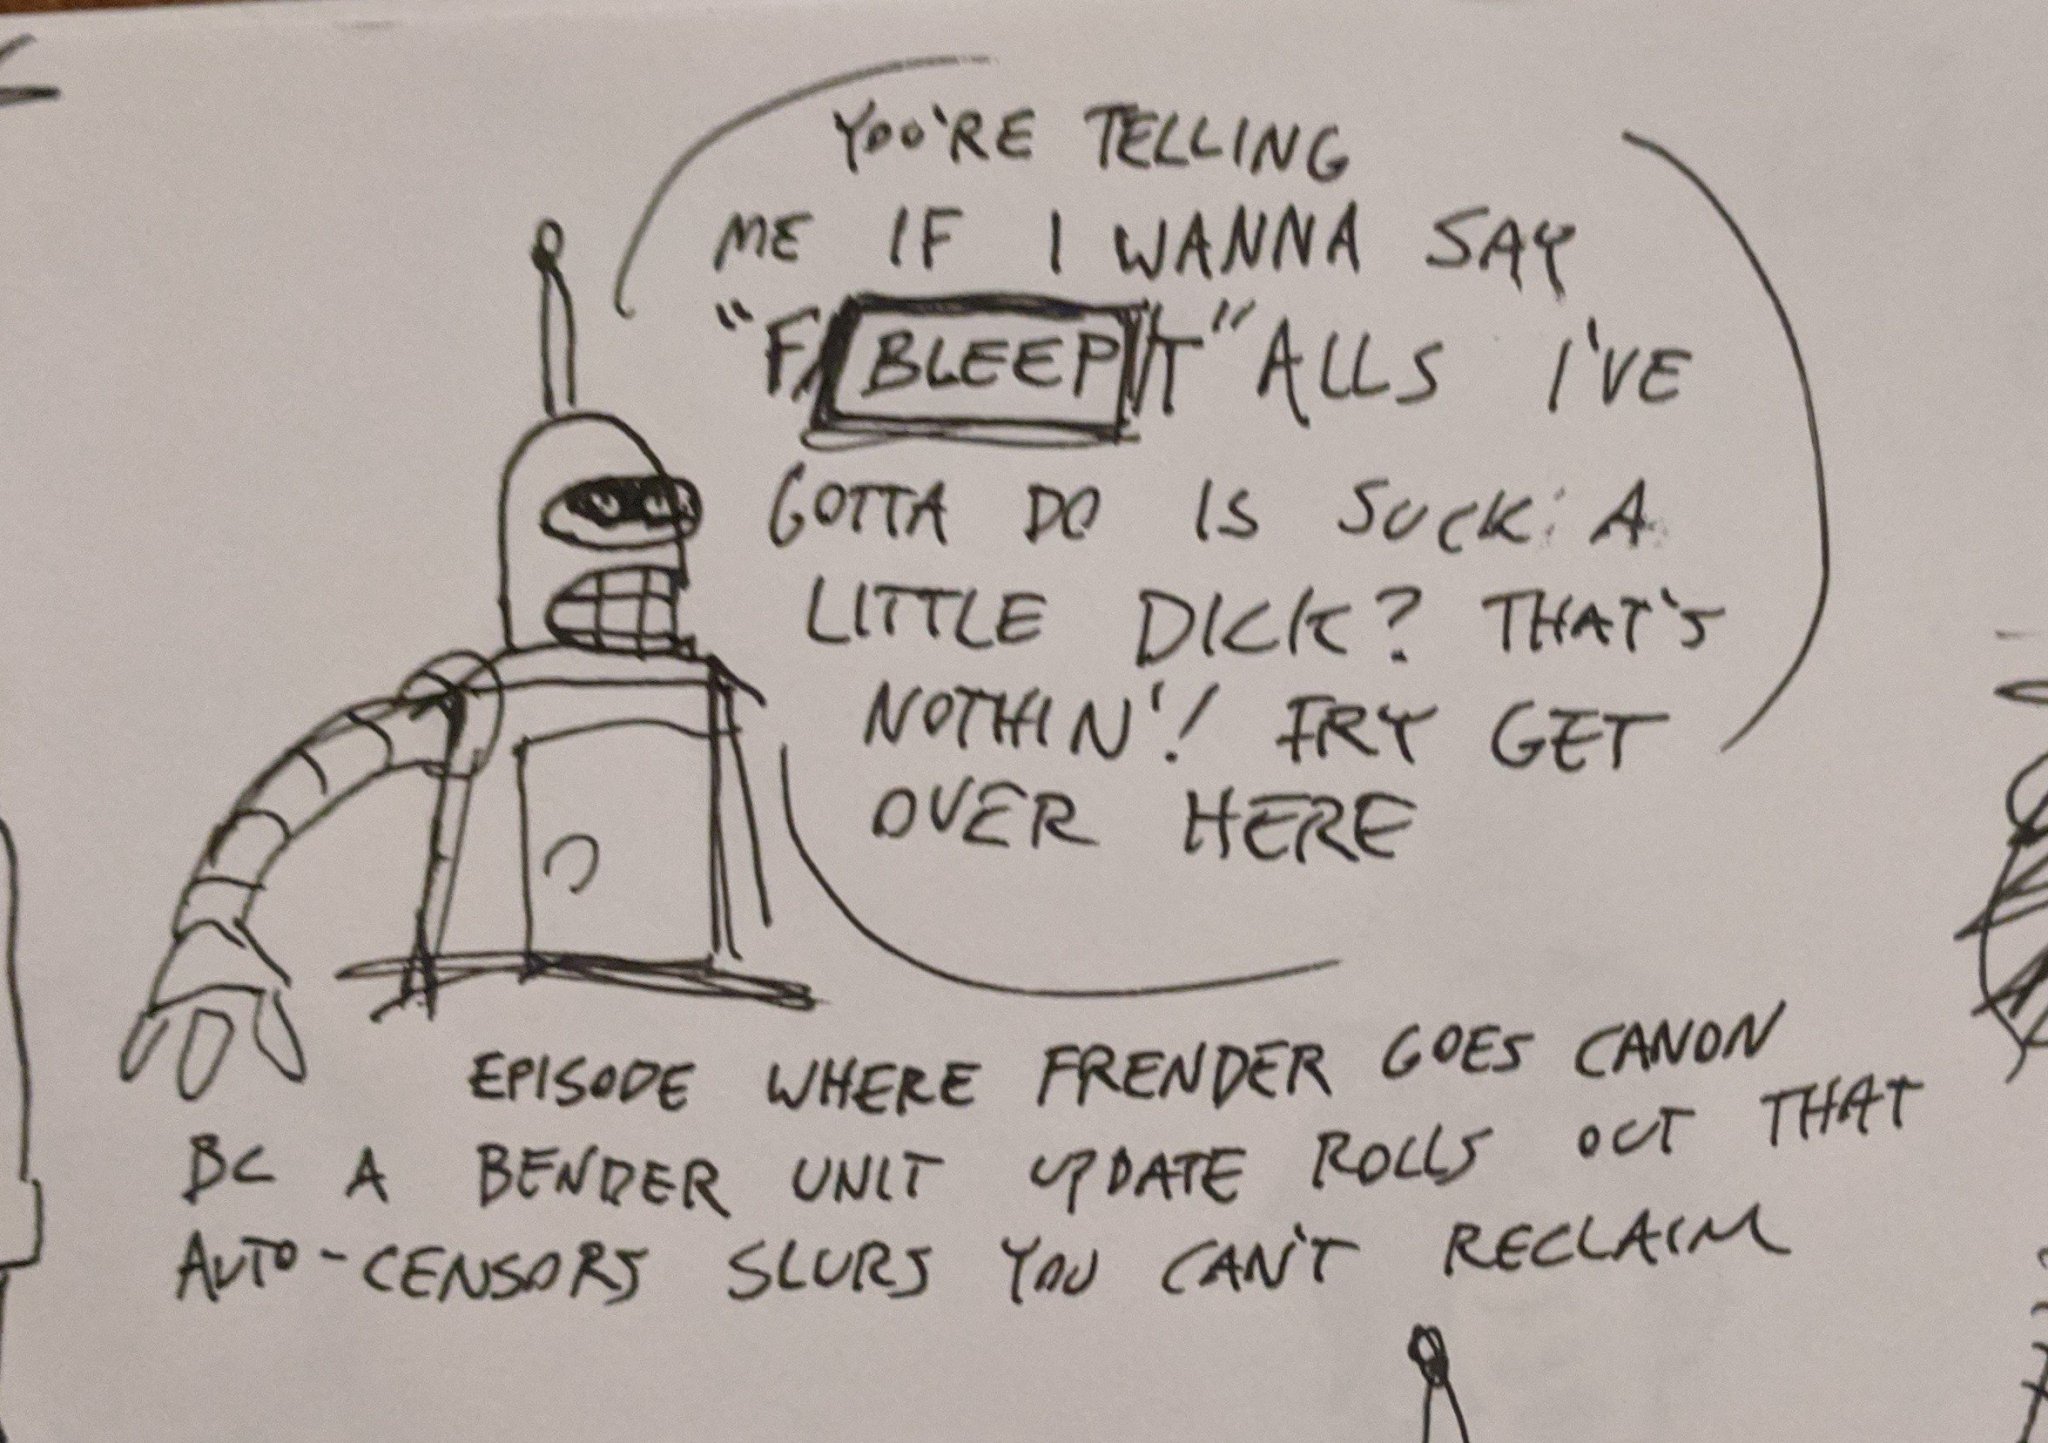 YOU'RE TELLING
ME IF I WANNA SAY
"FA BLEEP T" ALLS I'VE
GOTTA DO IS SUCK A
LITTLE DICK? THAT'S
NOTHIN'! FRY GET
OVER HERE
EPISODE WHERE FRENDER GOES CANON
BC A BENDER UNIT UPDATE ROLLS OUT THAT
AUTO-CENSORS SLURS YOU CAN'T RECLAIM